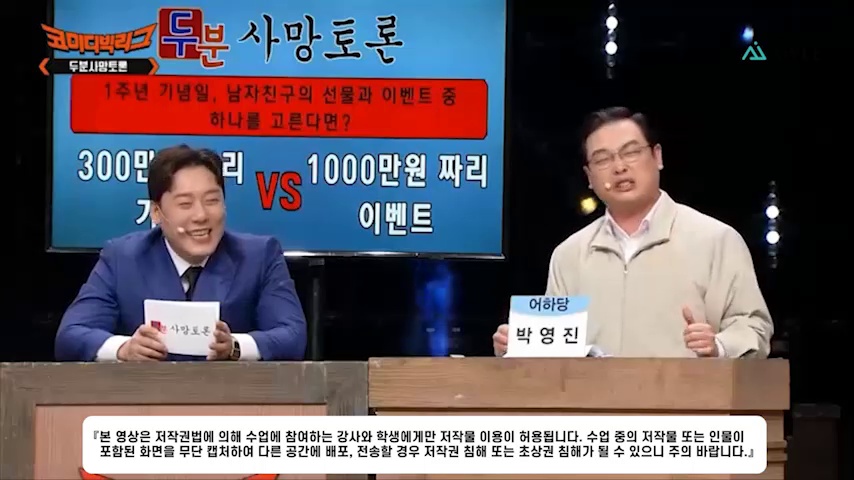 코미디빅리그
두분사망토론
두분 사망토론
1주년 기념일, 남자친구의 선물과 이벤트 중
하나를 고른다면?
300만 리 VS 1000만원 짜리
이벤트
어하당
박영진
두분 사망토론
『본 영상은 저작권법에 의해 수업에 참여하는 강사와 학생에게만 저작물 이용이 허용됩니다. 수업 중의 저작물 또는 인물이
포함된 화면을 무단 캡처하여 다른 공간에 배포, 전송할 경우 저작권 침해 또는 초상권 침해가 될 수 있으니 주의 바랍니다.』